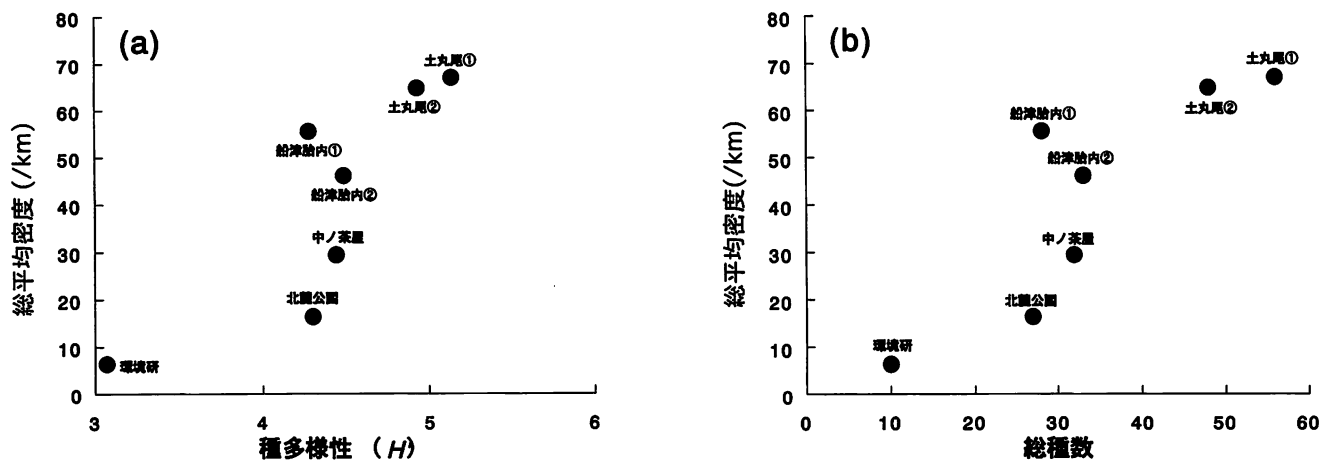 (a)
総平均密度(/km)
80
70
60
50
40
30
20
10
0
土丸尾①
土丸尾②
船津胎内①
船津胎内②
中ノ茶屋
北麓公園
環境研
3
4
5
6
種多様性 (H')
(b)
総平均密度(/km)
80
70
60
50
40
30
20
10
0
土丸尾①
土丸尾②
船津胎内①
船津胎内②
中ノ茶屋
北麓公園
環境研
0
10
20
30
40
50
60
総種数